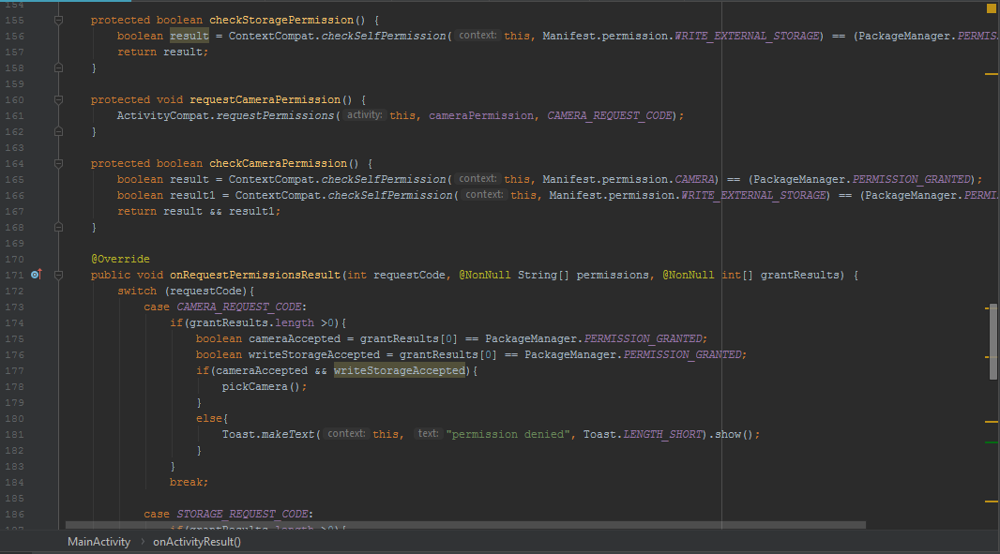 154
155 protected boolean checkStoragePermission() {
156 boolean result = ContextCompat.checkSelfPermission( context: this, Manifest.permission.WRITE_EXTERNAL_STORAGE) == (PackageManager.PERMIS
157 return result;
158 }
159
160 protected void requestCameraPermission() {
161 ActivityCompat.requestPermissions( activity: this, cameraPermission, CAMERA_REQUEST_CODE);
162 }
163
164 protected boolean checkCameraPermission() {
165 boolean result = ContextCompat.checkSelfPermission( context: this, Manifest.permission.CAMERA) == (PackageManager.PERMISSION_GRANTED);
166 boolean result1 = ContextCompat.checkSelfPermission( context: this, Manifest.permission.WRITE_EXTERNAL_STORAGE) == (PackageManager.PERMI
167 return result && result1;
168 }
169
170 @Override
171 public void onRequestPermissionsResult(int requestCode, @NonNull String[] permissions, @NonNull int[] grantResults) {
172 switch (requestCode){
173 case CAMERA_REQUEST_CODE:
174 if(grantResults.length >0){
175 boolean cameraAccepted = grantResults[0] == PackageManager.PERMISSION_GRANTED;
176 boolean writeStorageAccepted = grantResults[0] == PackageManager.PERMISSION_GRANTED;
177 if(cameraAccepted && writeStorageAccepted){
178 pickCamera();
179 }
180 else{
181 Toast.makeText( context: this, text: "permission denied", Toast.LENGTH_SHORT).show();
182 }
183 }
184 break;
185
186 case STORAGE_REQUEST_CODE:
187 if(grantResults.length >0){
MainActivity > onActivityResult()